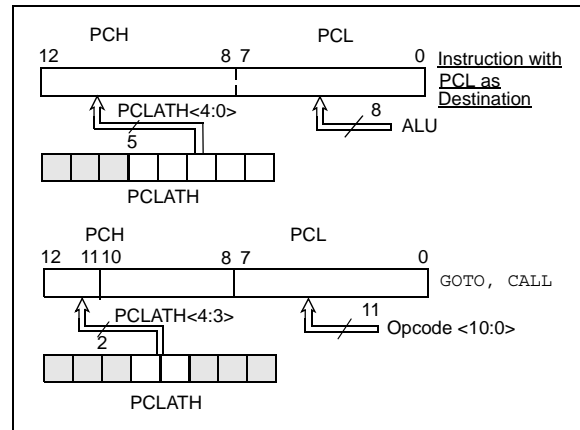 PCH PCL
12 8 7 0
Instruction with
PCL as
Destination
PCLATH<4:0>
8
ALU
5
PCLATH
PCH PCL
12 11 10 8 7 0
GOTO, CALL
PCLATH<4:3>
11
Opcode <10:0>
2
PCLATH